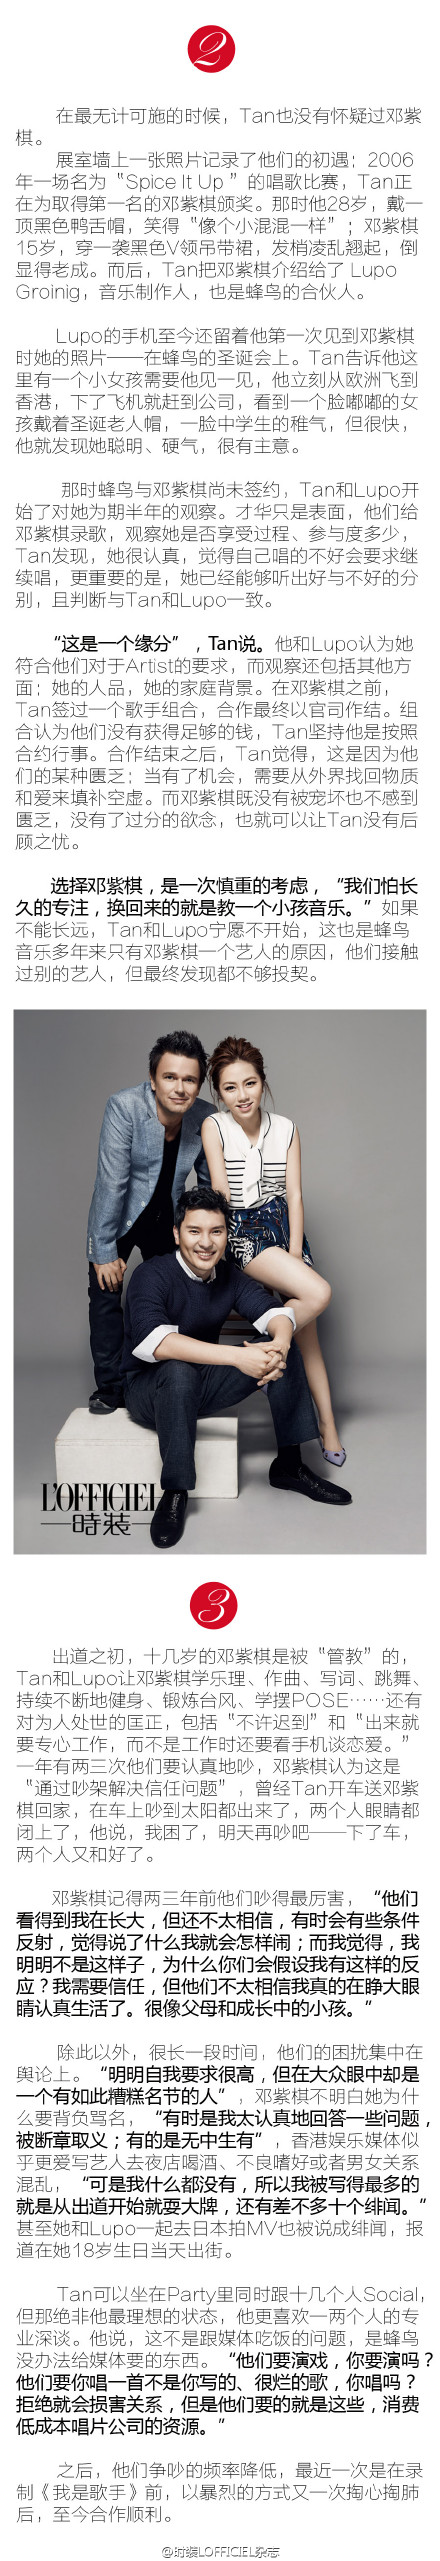 2
在最无计可施的时候，Tan也没有怀疑过邓紫
棋。
展室墙上一张照片记录了他们的初遇；2006
年一场名为“Spice It Up ”的唱歌比赛，Tan正
在为取得第一名的邓紫棋颁奖。那时他28岁，戴一
顶黑色鸭舌帽，笑得“像个小混混一样”；邓紫棋
15岁，穿一袭黑色V领吊带裙，发梢凌乱翘起，倒
显得老成。而后，Tan把邓紫棋介绍给了 Lupo
Groinig，音乐制作人，也是蜂鸟的合伙人。
Lupo的手机至今还留着他第一次见到邓紫棋
时她的照片——在蜂鸟的圣诞会上。Tan告诉他这
里有一个小女孩需要他见一见，他立刻从欧洲飞到
香港，下了飞机就赶到公司，看到一个脸嘟嘟的女
孩戴着圣诞老人帽，一脸中学生的稚气，但很快，
他就发现她聪明、硬气，很有主意。
那时蜂鸟与邓紫棋尚未签约，Tan和Lupo开
始了对她为期半年的观察。才华只是表面，他们给
邓紫棋录歌，观察她是否享受过程、参与度多少，
Tan发现，她很认真，觉得自己唱的不好会要求继
续唱，更重要的是，她已经能够听出好与不好的分
别，且判断与Tan和Lupo一致。
“这是一个缘分”，Tan说。他和Lupo认为她
符合他们对于Artist的要求，而观察还包括其他方
面；她的人品，她的家庭背景。在邓紫棋之前，
Tan签过一个歌手组合，合作最终以官司作结。组
合认为他们没有获得足够的钱，Tan坚持他是按照
合约行事。合作结束之后，Tan觉得，这是因为他
们的某种匮乏；当有了机会，需要从外界找回物质
和爱来填补空虚。而邓紫棋既没有被宠坏也不感到
匮乏，没有了过分的欲念，也就可以让Tan没有后
顾之忧。
选择邓紫棋，是一次慎重的考虑，“我们怕长
久的专注，换回来的就是教一个小孩音乐。”如果
不能长远，Tan和Lupo宁愿不开始，这也是蜂鸟
音乐多年来只有邓紫棋一个艺人的原因，他们接触
过别的艺人，但最终发现都不够投契。
L'OFFICIEL
時裝
3
出道之初，十几岁的邓紫棋是被“管教”的，
Tan和Lupo让邓紫棋学乐理、作曲、写词、跳舞、
持续不断地健身、锻炼台风、学摆POSE……还有
对为人处世的匡正，包括“不许迟到”和“出来就
要专心工作，而不是工作时还要看手机谈恋爱。”
一年有两三次他们要认真地吵，邓紫棋认为这是
“通过吵架解决信任问题”，曾经Tan开车送邓紫
棋回家，在车上吵到太阳都出来了，两个人眼睛都
闭上了，他说，我困了，明天再吵吧——下了车，
两个人又和好了。
邓紫棋记得两三年前他们吵得最厉害，“他们
看得到我在长大，但还不太相信，有时会有些条件
反射，觉得说了什么我就会怎样闹；而我觉得，我
明明不是这样子，为什么你们会假设我有这样的反
应？我需要信任，但他们不太相信我真的在睁大眼
睛认真生活了。很像父母和成长中的小孩。”
除此以外，很长一段时间，他们的困扰集中在
舆论上。“明明自我要求很高，但在大众眼中却是
一个有如此糟糕名节的人”，邓紫棋不明白她为什
么要背负骂名，“有时是我太认真地回答一些问题，
被断章取义；有的是无中生有”，香港娱乐媒体似
乎更爱写艺人去夜店喝酒、不良嗜好或者男女关系
混乱，“可是我什么都没有，所以我被写得最多的
就是从出道开始就耍大牌，还有差不多十个绯闻。”
甚至她和Lupo一起去日本拍MV也被说成绯闻，报
道在她18岁生日当天出街。
Tan可以坐在Party里同时跟十几个人Social，
但那绝非他最理想的状态，他更喜欢一两个人的专
业深谈。他说，这不是跟媒体吃饭的问题，是蜂鸟
没办法给媒体要的东西。“他们要演戏，你要演吗？
他们要你唱一首不是你写的、很烂的歌，你唱吗？
拒绝就会损害关系，但是他们要的就是这些，消费
低成本唱片公司的资源。”
之后，他们争吵的频率降低，最近一次是在录
制《我是歌手》前，以暴烈的方式又一次掏心掏肺
后，至今合作顺利。
@时装LOFFICIEL杂志